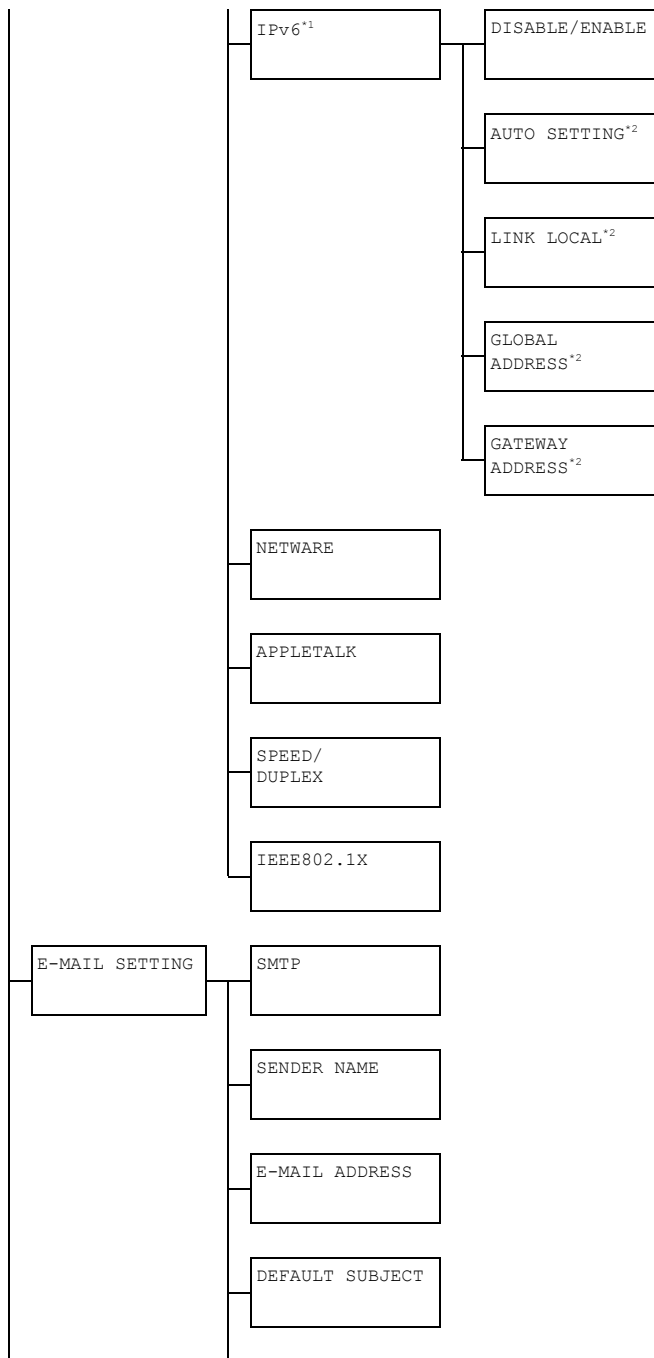 IPv6*1
DISABLE/ENABLE
AUTO SETTING*2
LINK LOCAL*2
GLOBAL
ADDRESS*2
GATEWAY
ADDRESS*2
NETWARE
APPLETALK
SPEED/
DUPLEX
IEEE802.1X
E-MAIL SETTING
SMTP
SENDER NAME
E-MAIL ADDRESS
DEFAULT SUBJECT